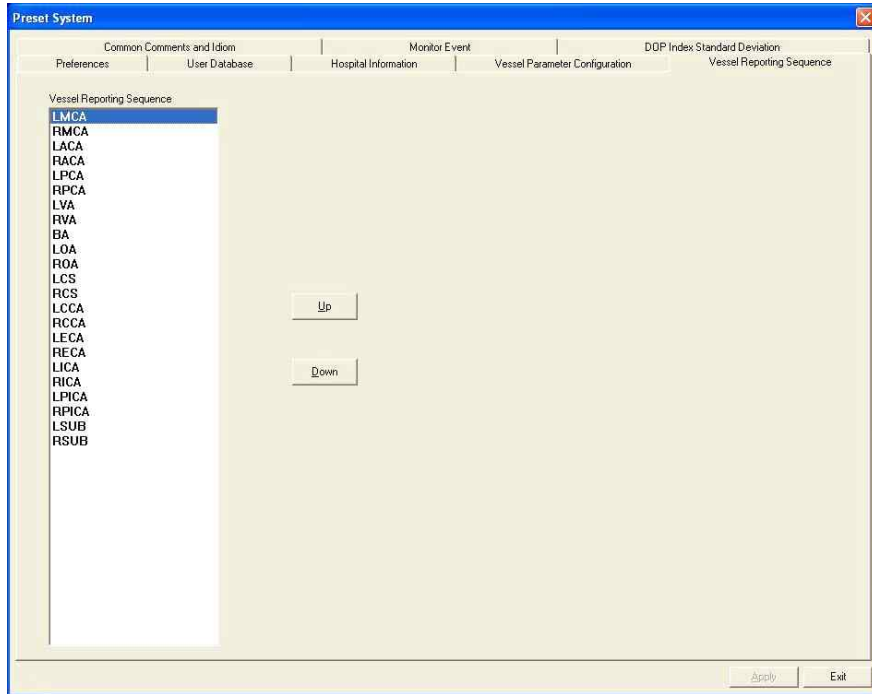 Preset System
Common Comments and Idiom Monitor Event DOP Index Standard Deviation
Preferences User Database Hospital Information Vessel Parameter Configuration Vessel Reporting Sequence
Vessel Reporting Sequence
LMCA
RMCA
LACA
RACA
LPCA
RPCA
LVA
RVA
BA
LOA
ROA
LCS
RCS
LCCA
RCCA
LECA
RECA
LICA
RICA
LPICA
RPICA
LSUB
RSUB
Up
Down
Apply Exit